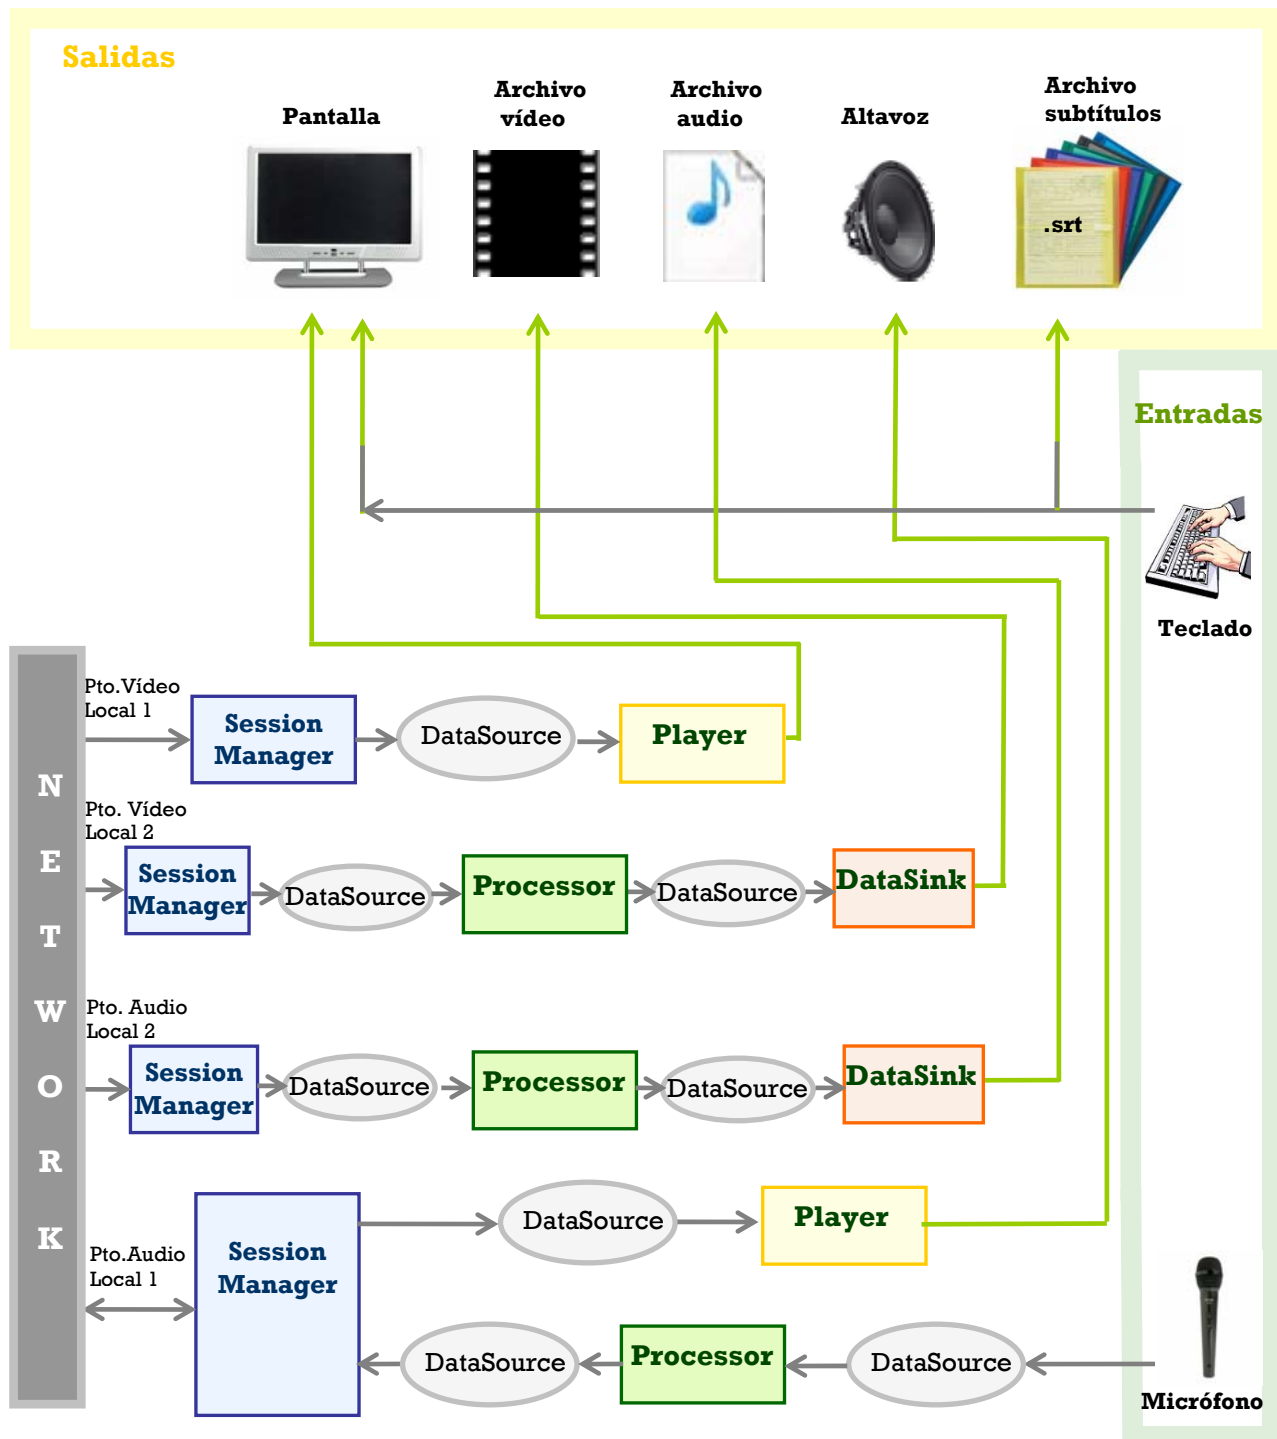 Salidas
Pantalla
Archivo
vídeo
Archivo
audio
Altavoz
Archivo
subtítulos
.srt
Entradas
Teclado
NETWORK
Pto.Vídeo
Local 1
Session
Manager
DataSource
Player
Pto. Vídeo
Local 2
Session
Manager
DataSource
Processor
DataSource
DataSink
Pto. Audio
Local 2
Session
Manager
DataSource
Processor
DataSource
DataSink
Pto.Audio
Local 1
Session
Manager
DataSource
Player
DataSource
Processor
DataSource
Micrófono